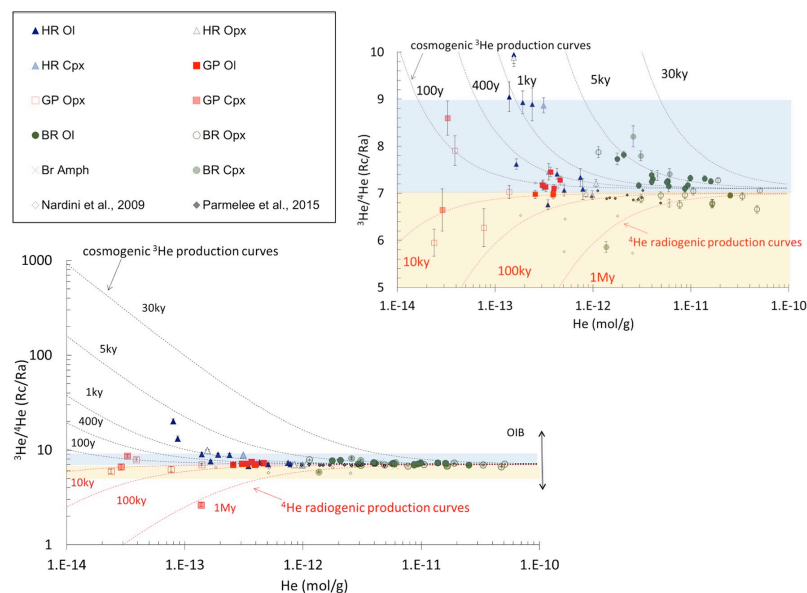 HR Ol
HR Opx
HR Cpx
GP Ol
GP Opx
GP Cpx
BR Ol
BR Opx
Br Amph
BR Cpx
Nardini et al., 2009
Parmelee et al., 2015
cosmogenic ³He production curves
30ky
100y
400y
1ky
5ky
10
9
8
7
6
5
³He/⁴He (Rc/Ra)
10ky
100ky
1My
⁴He radiogenic production curves
1.E-14
1.E-13
1.E-12
1.E-11
1.E-10
He (mol/g)
cosmogenic ³He production curves
1000
100
10
1
³He/⁴He (Rc/Ra)
30ky
5ky
1ky
400y
100y
OIB
10ky
100ky
1My
⁴He radiogenic production curves
1.E-14
1.E-13
1.E-12
1.E-11
1.E-10
He (mol/g)